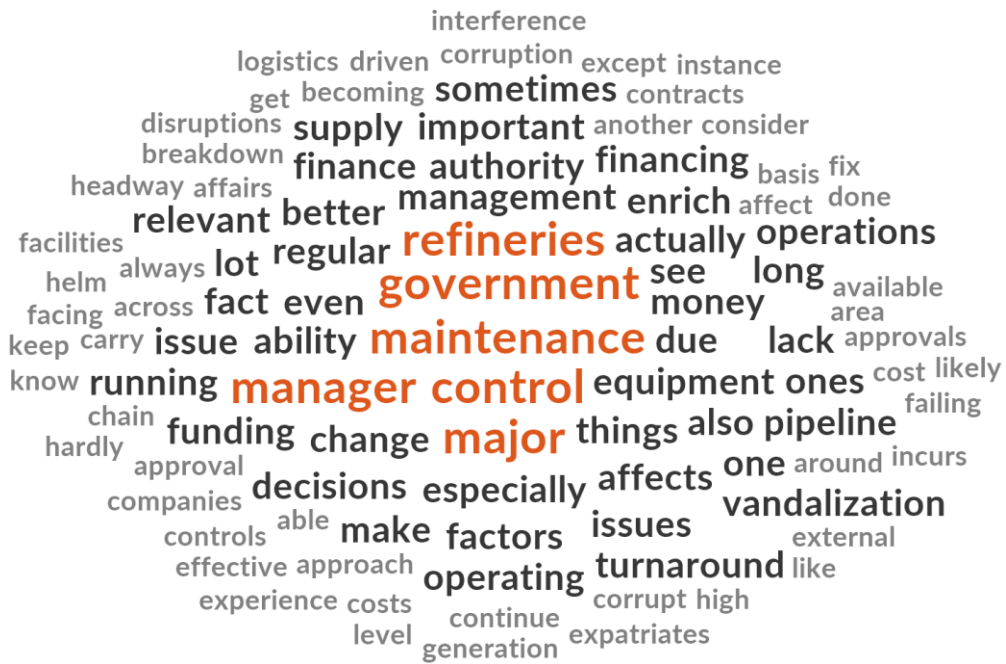 interference
logistics driven corruption except instance
get becoming sometimes contracts
disruptions supply important another consider
breakdown finance authority financing basis fix
headway affairs management enrich affect done
relevant better refineries actually operations
facilities always lot regular government see long
helm across fact even money available
facing area
keep carry issue ability maintenance due lack approvals
know running manager control equipment ones cost likely
chain funding change major things also pipeline failing
hardly approval decisions especially affects one around incurs
companies vandalization
controls able make factors issues external
effective approach operating turnaround like
experience costs continue corrupt high
level generation expatriates